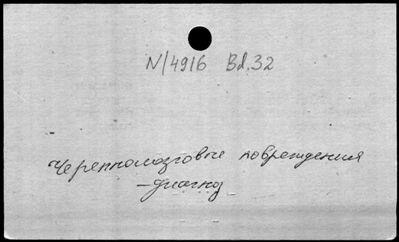 N/4916 Bd.32
Черепномозговые повреждения
– диагноз